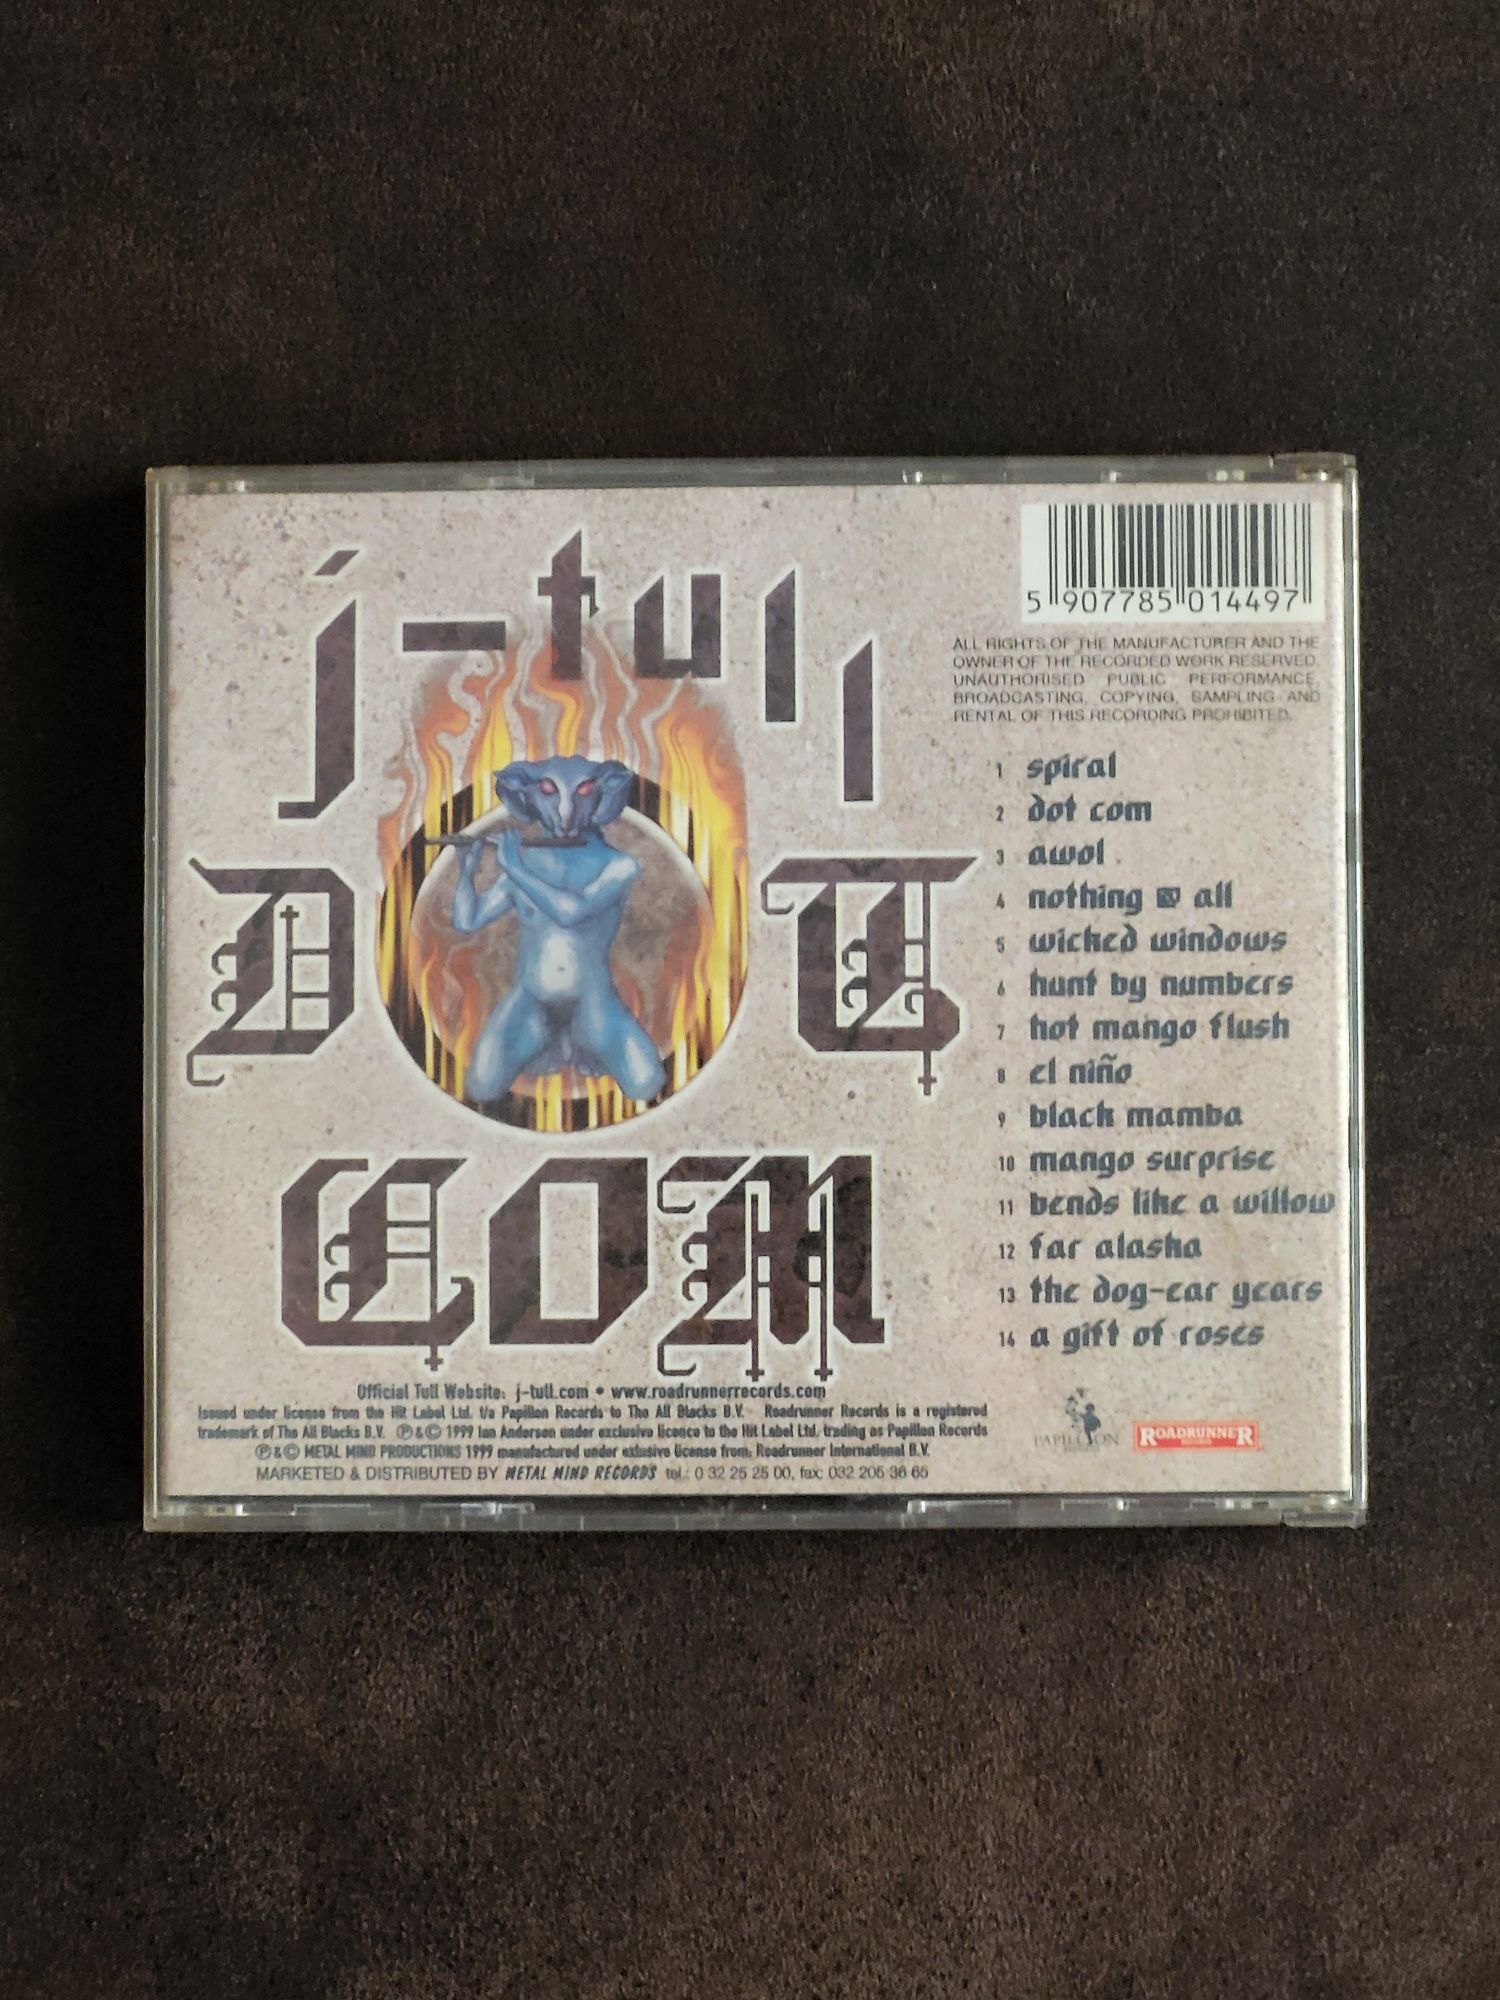 j-tull
DOT
COM
5 907785 014497
ALL RIGHTS OF THE MANUFACTURER AND THE
OWNER OF THE RECORDED WORK RESERVED.
UNAUTHORISED PUBLIC PERFORMANCE,
BROADCASTING, COPYING, SAMPLING AND
RENTAL OF THIS RECORDING PROHIBITED.
1 spiral
2 dot com
3 awol
4 nothing @ all
5 wicked windows
6 hunt by numbers
7 hot mango flush
8 el niño
9 black mamba
10 mango surprise
11 bends like a willow
12 far alaska
13 the dog-ear years
14 a gift of roses
Official Tull Website: j-tull.com • www.roadrunnerrecords.com
Issued under license from the Hit Label Ltd. t/a Papillon Records to The All Blacks B.V. Roadrunner Records is a registered
trademark of The All Blacks B.V. ℗&© 1999 Ian Anderson under exclusive licence to the Hit Label Ltd, trading as Papillon Records
℗&© METAL MIND PRODUCTIONS 1999 manufactured under exlusive license from: Roadrunner International B.V.
MARKETED & DISTRIBUTED BY METAL MIND RECORDS tel.: 0 32 25 25 00, fax: 032 205 36 65
PAPILLON
ROADRUNNER
RECORDS